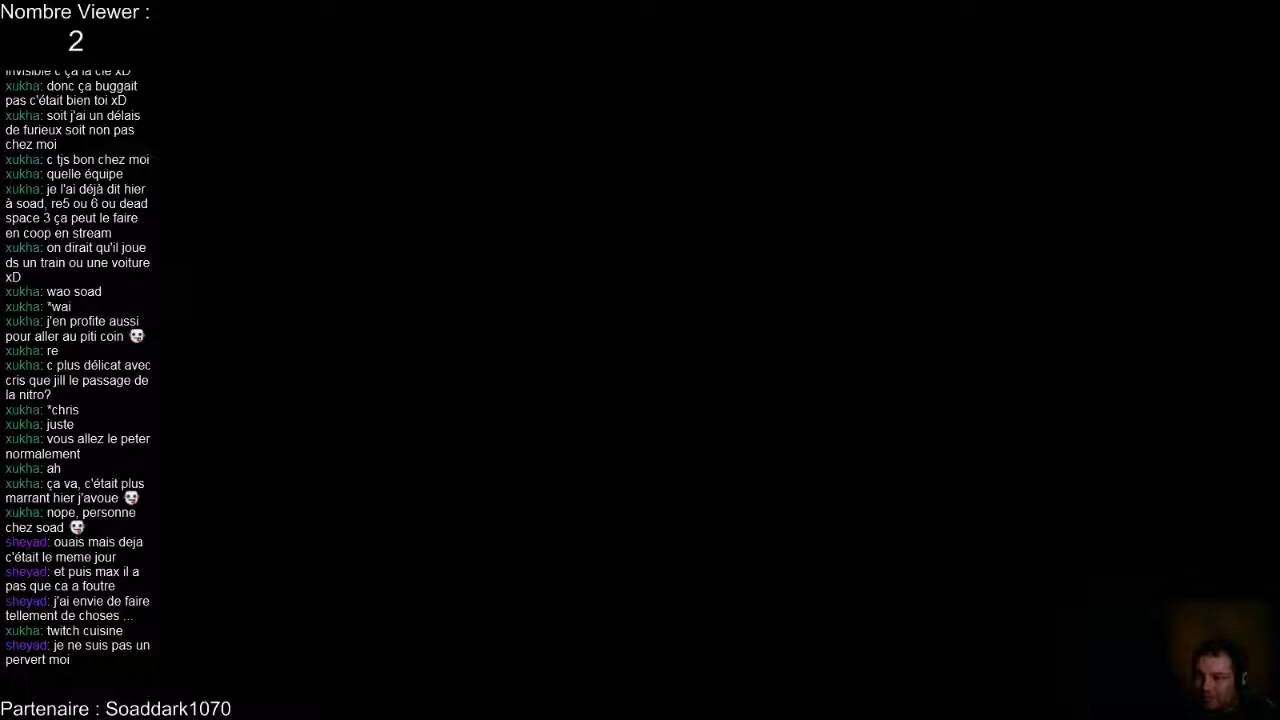 Nombre Viewer :
2
invisible c ça la clé xD
xukha: donc ça buggait
pas c'était bien toi xD
xukha: soit j'ai un délais
de furieux soit non pas
chez moi
xukha: c tjs bon chez moi
xukha: quelle équipe
xukha: je l'ai déjà dit hier
à soad, re5 ou 6 ou dead
space 3 ça peut le faire
en coop en stream
xukha: on dirait qu'il joue
ds un train ou une voiture
xD
xukha: wao soad
xukha: *wai
xukha: j'en profite aussi
pour aller au piti coin
xukha: re
xukha: c plus délicat avec
cris que jill le passage de
la nitro?
xukha: *chris
xukha: juste
xukha: vous allez le peter
normalement
xukha: ah
xukha: ça va, c'était plus
marrant hier j'avoue
xukha: nope, personne
chez soad
sheyad: ouais mais deja
c'était le meme jour
sheyad: et puis max il a
pas que ca a foutre
sheyad: j'ai envie de faire
tellement de choses ...
xukha: twitch cuisine
sheyad: je ne suis pas un
pervert moi
Partenaire : Soaddark1070